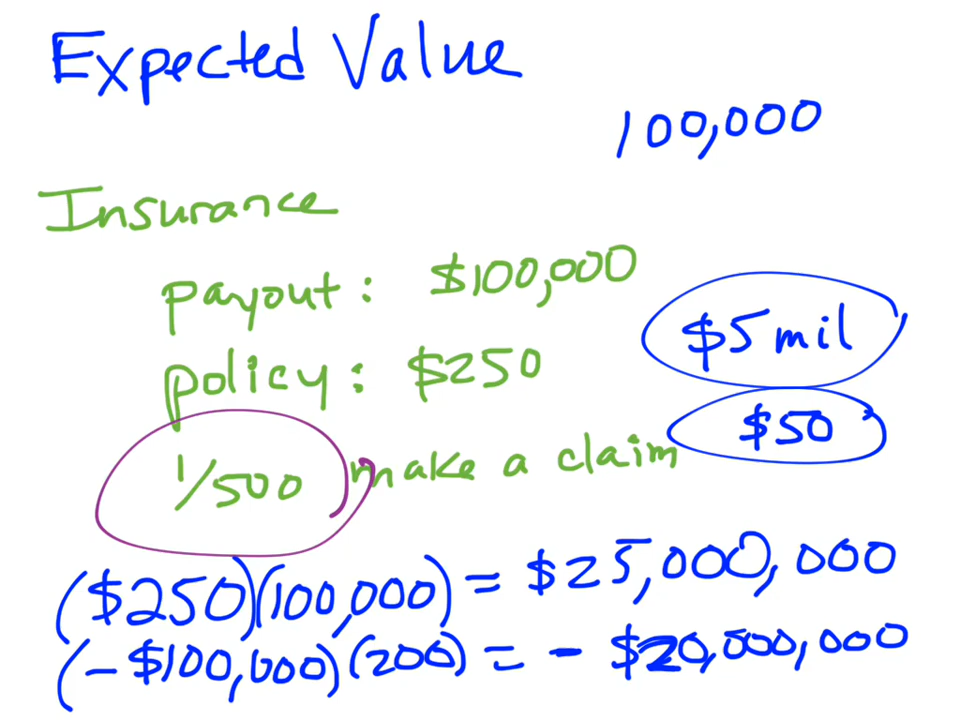 Expected Value
100,000
Insurance
payout: $100,000
$5 mil
policy: $250
$50
1/500 make a claim
($250)(100,000) = $25,000,000
(-$100,000)(200) = - $20,000,000